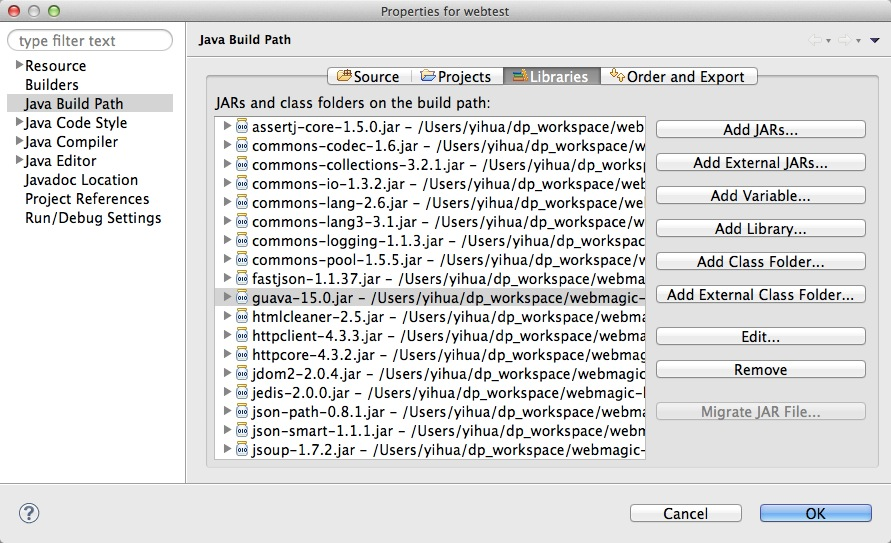 Properties for webtest
type filter text
Resource
Builders
Java Build Path
Java Code Style
Java Compiler
Java Editor
Javadoc Location
Project References
Run/Debug Settings
Java Build Path
Source
Projects
Libraries
Order and Export
JARs and class folders on the build path:
assertj-core-1.5.0.jar – /Users/yihua/dp_workspace/web
commons-codec-1.6.jar – /Users/yihua/dp_workspace/w
commons-collections-3.2.1.jar – /Users/yihua/dp_works
commons-io-1.3.2.jar – /Users/yihua/dp_workspace/web
commons-lang-2.6.jar – /Users/yihua/dp_workspace/we
commons-lang3-3.1.jar – /Users/yihua/dp_workspace/w
commons-logging-1.1.3.jar – /Users/yihua/dp_workspac
commons-pool-1.5.5.jar – /Users/yihua/dp_workspace/
fastjson-1.1.37.jar – /Users/yihua/dp_workspace/webm
guava-15.0.jar – /Users/yihua/dp_workspace/webmagic-
htmlcleaner-2.5.jar – /Users/yihua/dp_workspace/webm
httpclient-4.3.3.jar – /Users/yihua/dp_workspace/webm
httpcore-4.3.2.jar – /Users/yihua/dp_workspace/webmag
jdom2-2.0.4.jar – /Users/yihua/dp_workspace/webmagic
jedis-2.0.0.jar – /Users/yihua/dp_workspace/webmagic-l
json-path-0.8.1.jar – /Users/yihua/dp_workspace/webm
json-smart-1.1.1.jar – /Users/yihua/dp_workspace/webm
jsoup-1.7.2.jar – /Users/yihua/dp_workspace/webmagic-
Add JARs...
Add External JARs...
Add Variable...
Add Library...
Add Class Folder...
Add External Class Folder...
Edit...
Remove
Migrate JAR File...
?
Cancel
OK